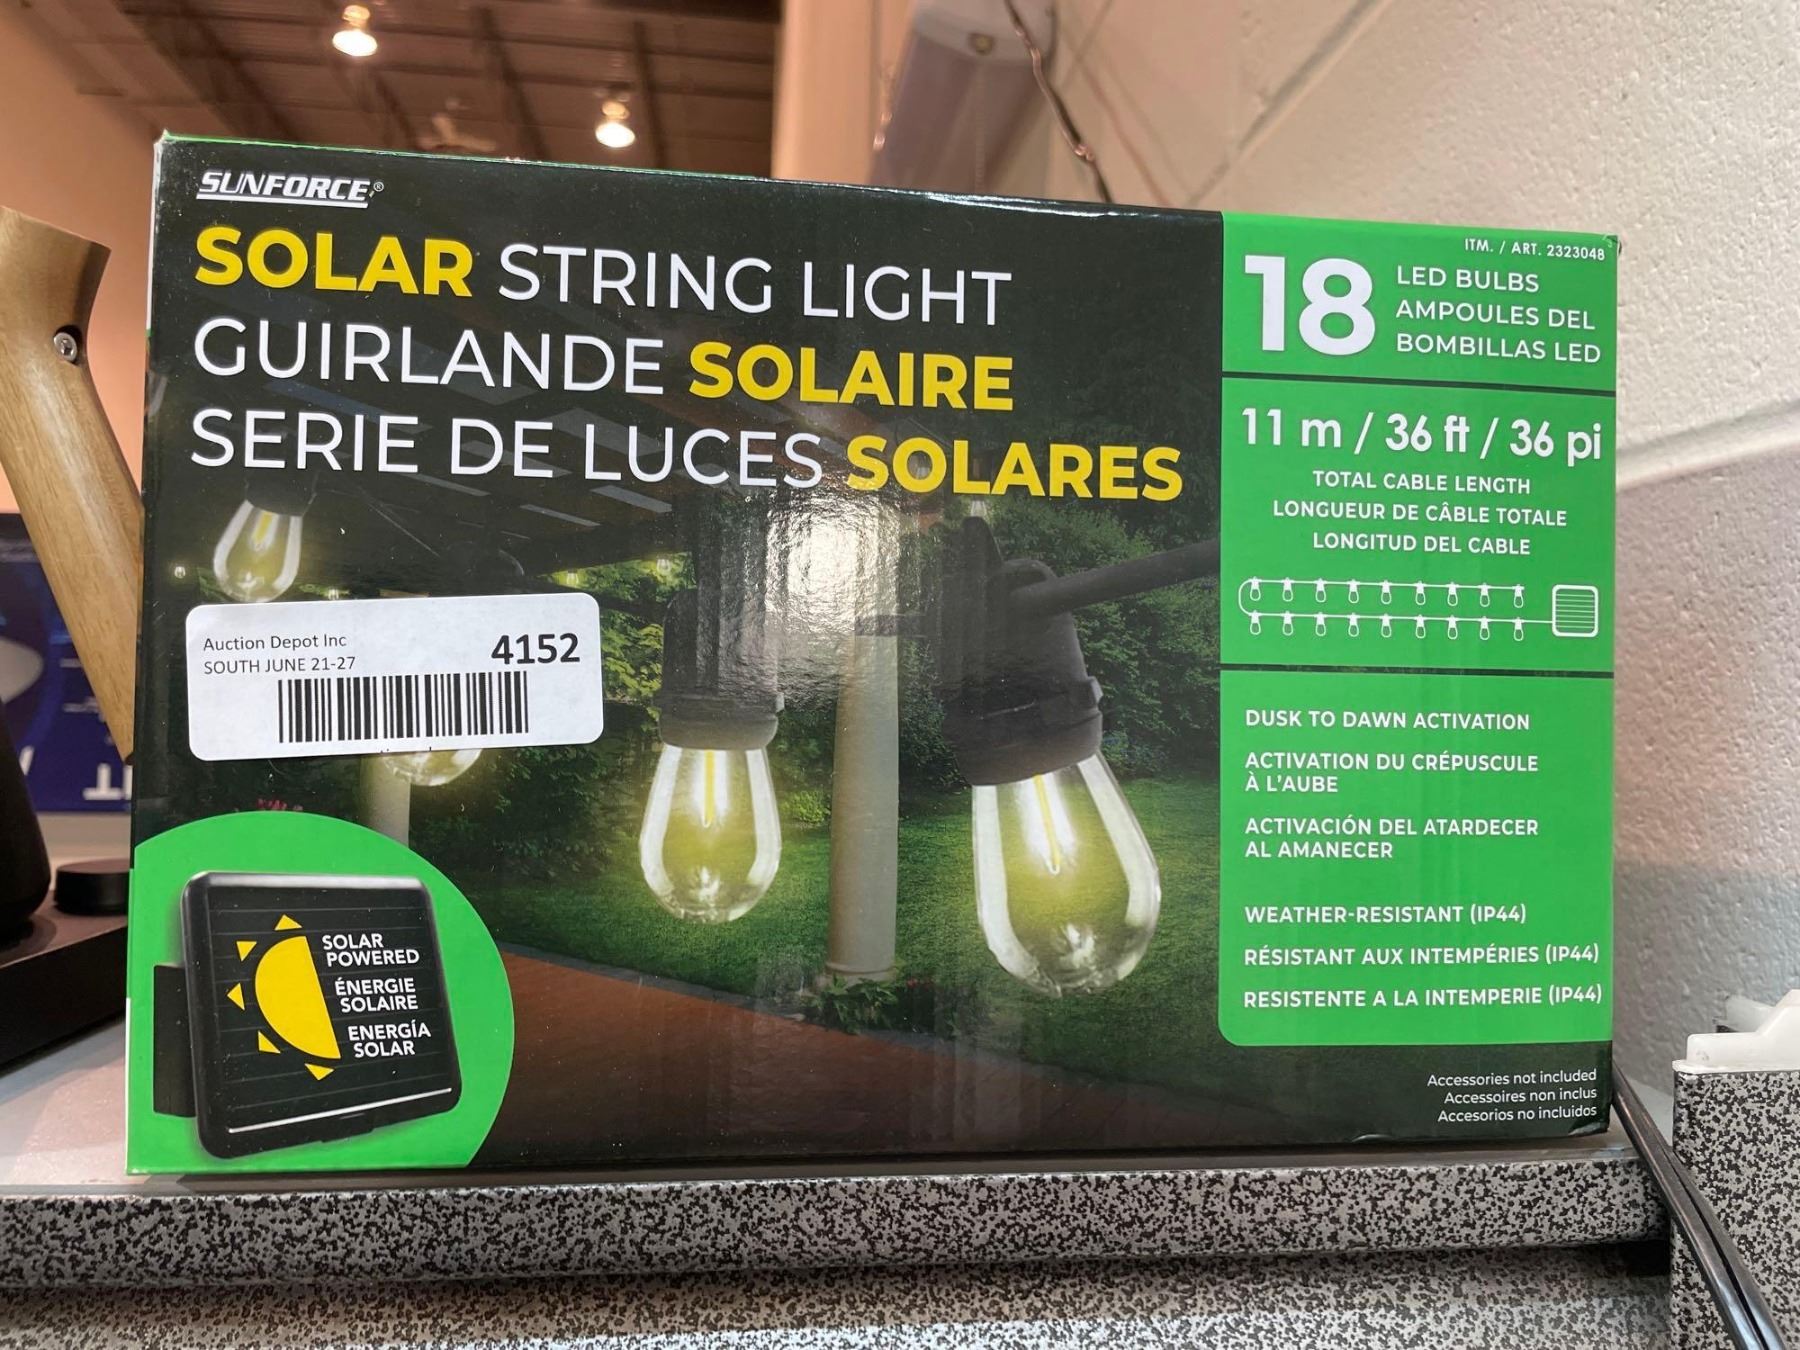 SUNFORCE®
SOLAR STRING LIGHT
GUIRLANDE SOLAIRE
SERIE DE LUCES SOLARES
ITM. / ART. 2323048
18
LED BULBS
AMPOULES DEL
BOMBILLAS LED
11 m / 36 ft / 36 pi
TOTAL CABLE LENGTH
LONGUEUR DE CÂBLE TOTALE
LONGITUD DEL CABLE
DUSK TO DAWN ACTIVATION
ACTIVATION DU CRÉPUSCULE
À L'AUBE
ACTIVACIÓN DEL ATARDECER
AL AMANECER
WEATHER-RESISTANT (IP44)
RÉSISTANT AUX INTEMPÉRIES (IP44)
RESISTENTE A LA INTEMPERIE (IP44)
Accessories not included
Accessoires non inclus
Accesorios no incluidos
Auction Depot Inc
SOUTH JUNE 21-27
4152
SOLAR
POWERED
ÉNERGIE
SOLAIRE
ENERGÍA
SOLAR